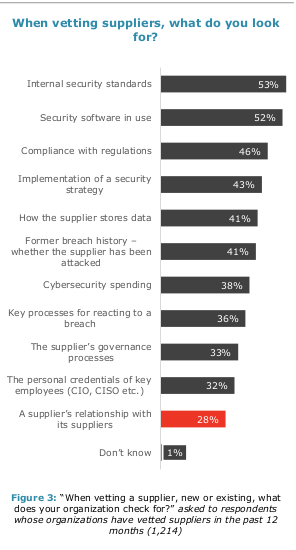 When vetting suppliers, what do you look
for?
Internal security standards 53%
Security software in use 52%
Compliance with regulations 46%
Implementation of a security
strategy 43%
How the supplier stores data 41%
Former breach history –
whether the supplier has been
attacked 41%
Cybersecurity spending 38%
Key processes for reacting to a
breach 36%
The supplier's governance
processes 33%
The personal credentials of key
employees (CIO, CISO etc.) 32%
A supplier's relationship with
its suppliers 28%
Don't know 1%
Figure 3: "When vetting a supplier, new or existing, what
does your organization check for?" asked to respondents
whose organizations have vetted suppliers in the past 12
months (1,214)